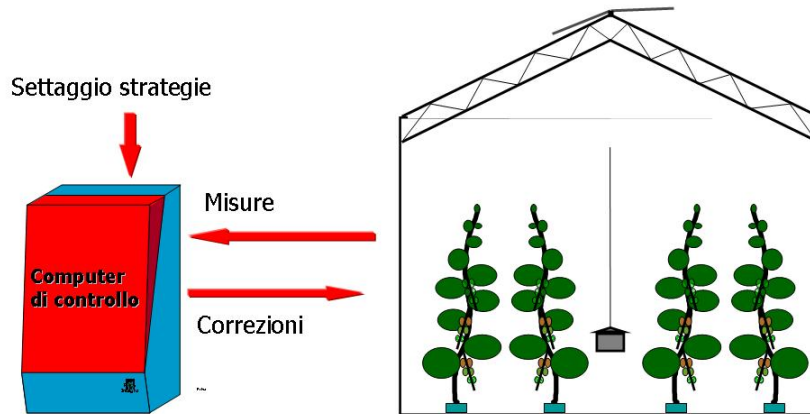 Settaggio strategie
Misure
Computer
di controllo
Correzioni